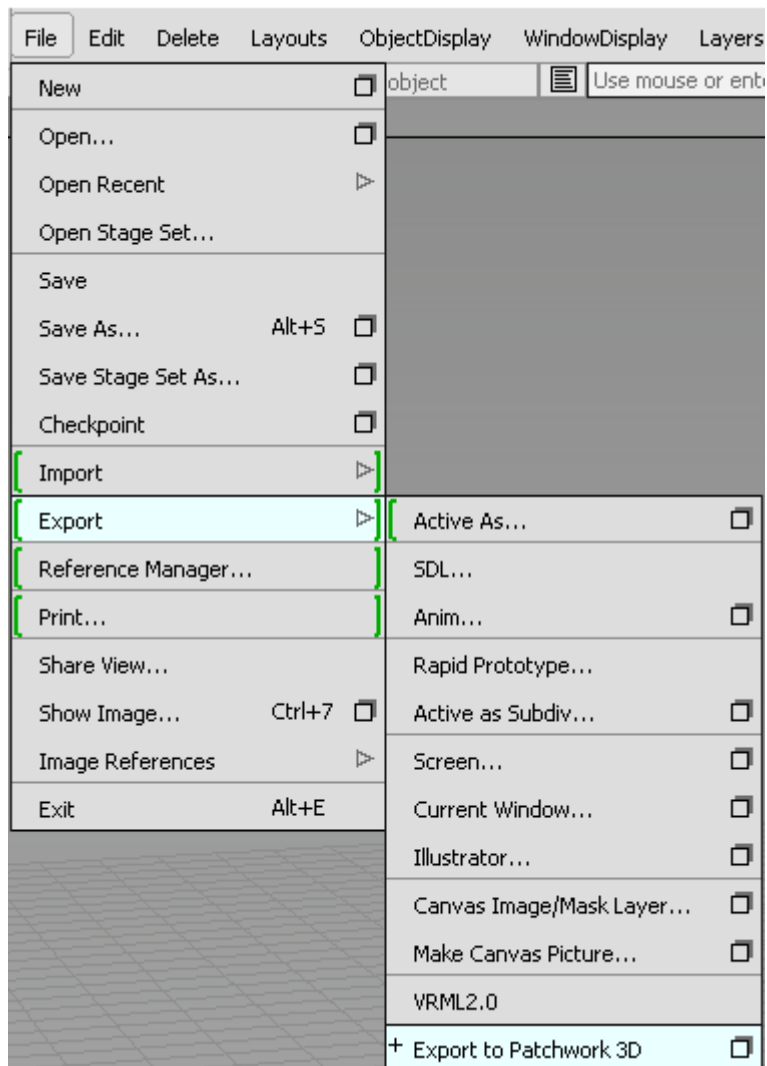 File Edit Delete Layouts ObjectDisplay WindowDisplay Layers
object Use mouse or ent
New
Open...
Open Recent
Open Stage Set...
Save
Save As... Alt+S
Save Stage Set As...
Checkpoint
Import
Export
Reference Manager...
Print...
Share View...
Show Image... Ctrl+7
Image References
Exit Alt+E
Active As...
SDL...
Anim...
Rapid Prototype...
Active as Subdiv...
Screen...
Current Window...
Illustrator...
Canvas Image/Mask Layer...
Make Canvas Picture...
VRML2.0
+ Export to Patchwork 3D